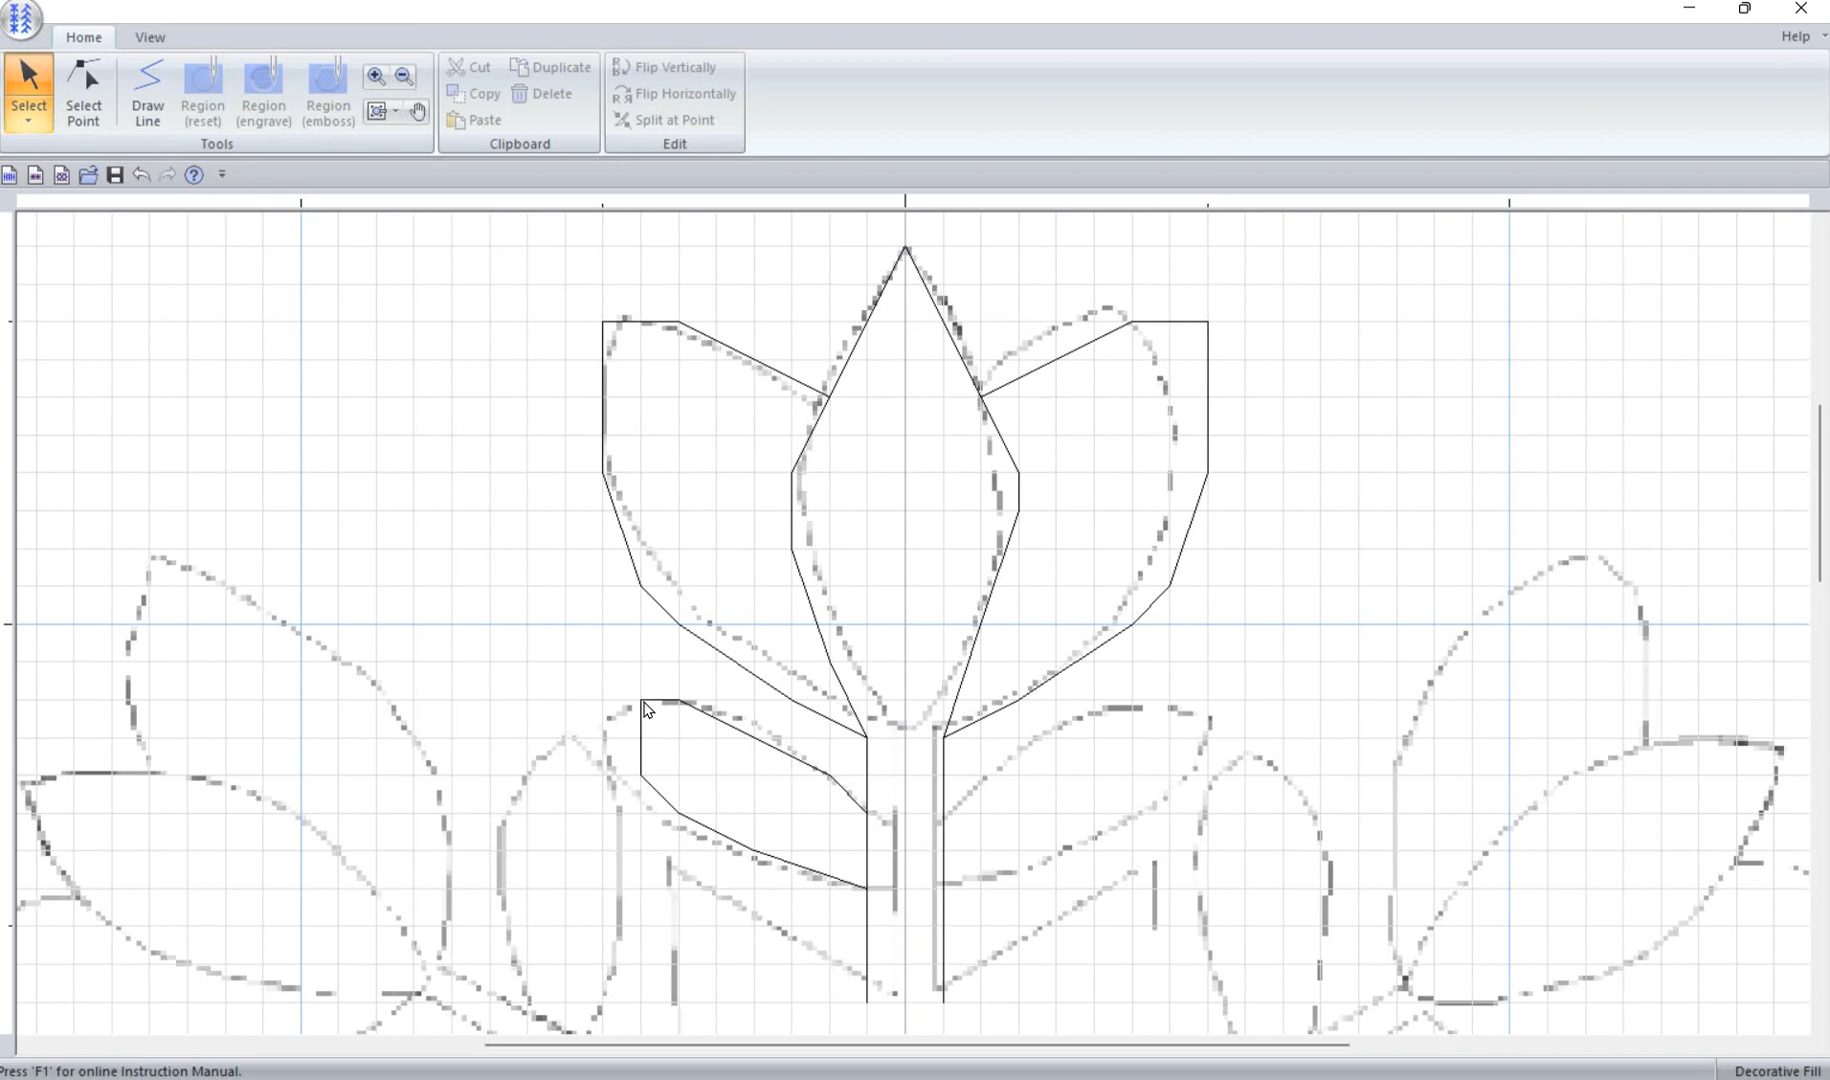 Home View Help
Select
Select Point
Draw Line
Region (reset)
Region (engrave)
Region (emboss)
Tools
Cut Duplicate
Copy Delete
Paste
Clipboard
Flip Vertically
Flip Horizontally
Split at Point
Edit
Press 'F1' for online Instruction Manual. Decorative Fill